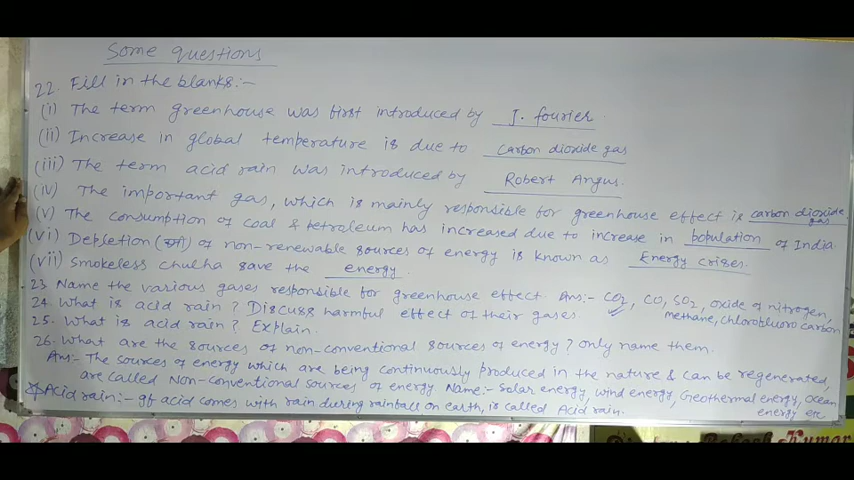 Some questions
22. Fill in the blanks:-
(i) The term greenhouse was first introduced by J. fourier.
(ii) Increase in global temperature is due to carbon dioxide gas
(iii) The term acid rain was introduced by Robert Angus.
(iv) The important gas, which is mainly responsible for greenhouse effect is carbon dioxide gas
(v) The consumption of coal & petroleum has increased due to increase in population of India.
(vi) Depletion (कमी) of non-renewable sources of energy is known as Energy crises.
(vii) Smokeless chulha save the energy.
23 Name the various gases responsible for greenhouse effect. Ans:- CO2, CO, SO2, oxide of nitrogen,
methane, chlorofluoro carbon
24. What is acid rain? Discuss harmful effect of their gases.
25. What is acid rain? Explain.
26. What are the sources of non-conventional sources of energy? only name them.
Ans:- The sources of energy which are being continuously produced in the nature & can be regenerated,
are called Non-conventional Sources of energy Name:- Solar energy, wind energy, Geothermal energy, Ocean
energy etc
Acid rain:- If acid comes with rain during rainfall on earth, is called Acid rain.
Kumar